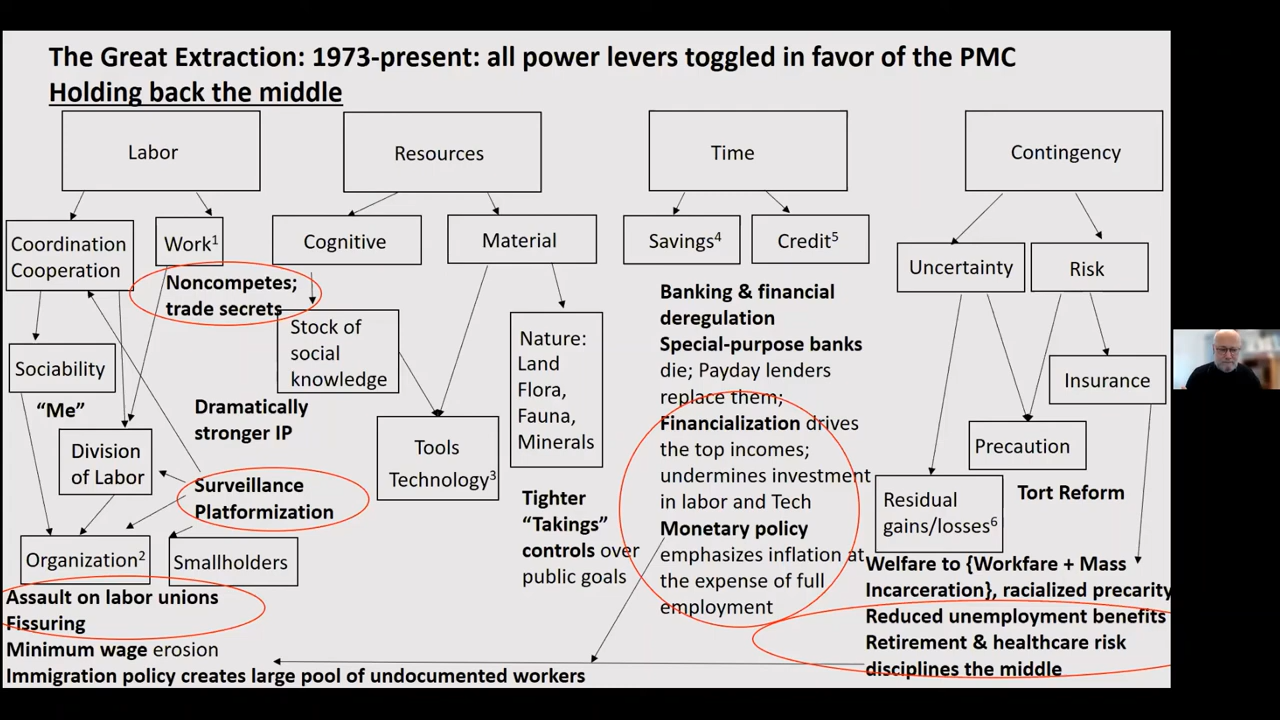 The Great Extraction: 1973-present: all power levers toggled in favor of the PMC
Holding back the middle
Labor
Resources
Time
Contingency
Coordination
Cooperation
Work1
Cognitive
Material
Savings4
Credit5
Uncertainty
Risk
Noncompetes;
trade secrets
Stock of
social
knowledge
Nature:
Land
Flora,
Fauna,
Minerals
Banking & financial
deregulation
Special-purpose banks
die; Payday lenders
replace them;
Financialization drives
the top incomes;
undermines investment
in labor and Tech
Monetary policy
emphasizes inflation at
the expense of full
employment
Insurance
Sociability
"Me"
Dramatically
stronger IP
Division
of Labor
Tools
Technology3
Precaution
Surveillance
Platformization
Tighter
"Takings"
controls over
public goals
Residual
gains/losses6
Tort Reform
Organization2
Smallholders
Assault on labor unions
Fissuring
Minimum wage erosion
Immigration policy creates large pool of undocumented workers
Welfare to {Workfare + Mass
Incarceration}, racialized precarity
Reduced unemployment benefits
Retirement & healthcare risk
disciplines the middle